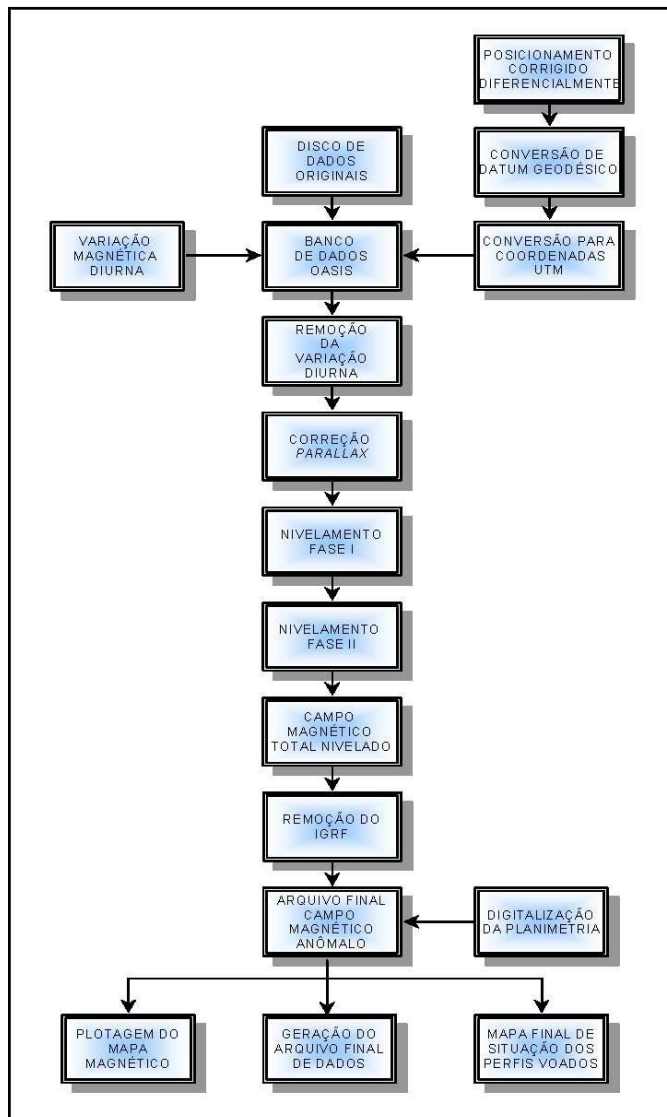 POSICIONAMENTO
CORRIGIDO
DIFERENCIALMENTE
DISCO DE
DADOS
ORIGINAIS
CONVERSÃO DE
DATUM GEODÉSICO
VARIAÇÃO
MAGNÉTICA
DIURNA
BANCO
DE DADOS
OASIS
CONVERSÃO PARA
COORDENADAS
UTM
REMOÇÃO
DA
VARIAÇÃO
DIURNA
CORREÇÃO
PARALLAX
NIVELAMENTO
FASE I
NIVELAMENTO
FASE II
CAMPO
MAGNÉTICO
TOTAL NIVELADO
REMOÇÃO DO
IGRF
ARQUIVO FINAL
CAMPO
MAGNÉTICO
ANÔMALO
DIGITALIZAÇÃO
DA PLANIMETRIA
PLOTAGEM DO
MAPA
MAGNÉTICO
GERAÇÃO DO
ARQUIVO FINAL
DE DADOS
MAPA FINAL DE
SITUAÇÃO DOS
PERFIS VOADOS